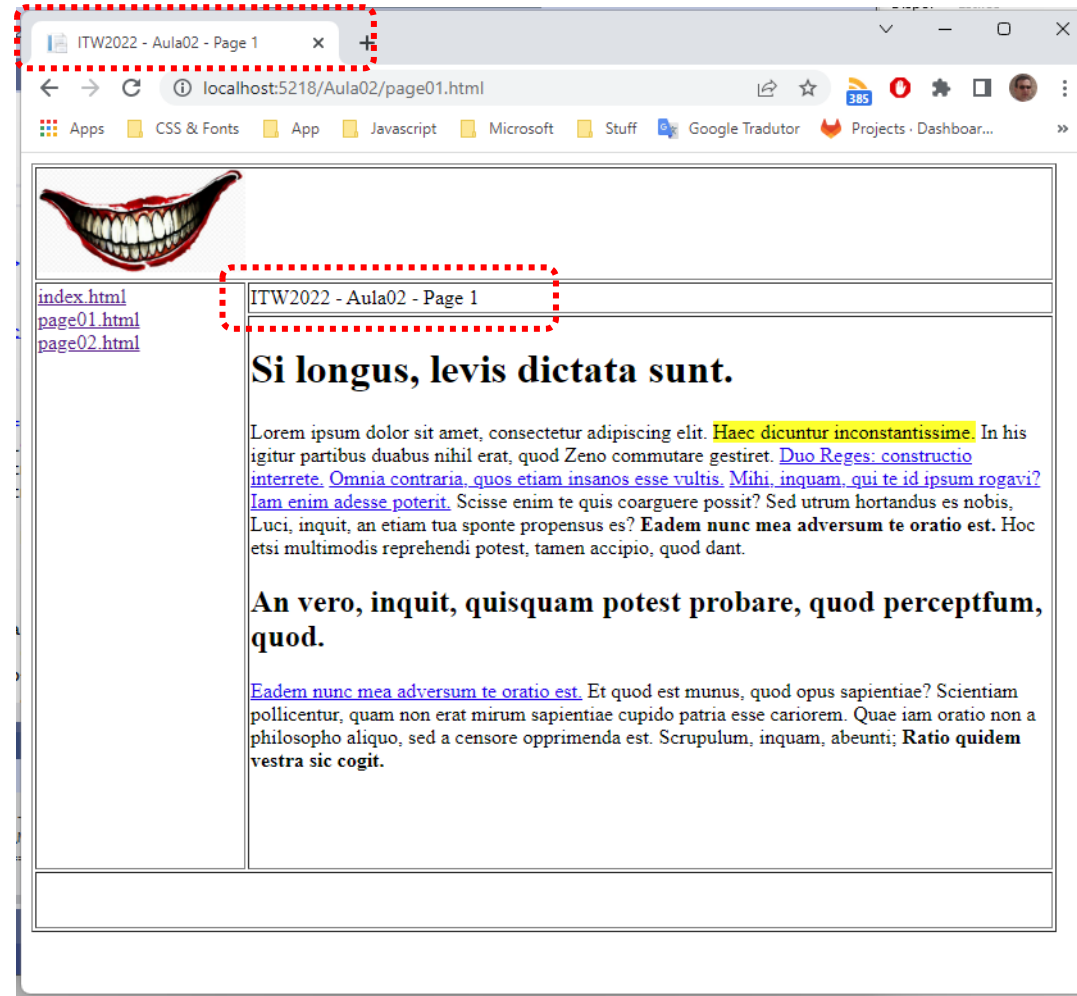 ITW2022 - Aula02 - Page 1
localhost:5218/Aula02/page01.html
385
Apps CSS & Fonts App Javascript Microsoft Stuff Google Tradutor Projects · Dashboar... »
index.html
page01.html
page02.html
ITW2022 - Aula02 - Page 1
Si longus, levis dictata sunt.
Lorem ipsum dolor sit amet, consectetur adipiscing elit. Haec dicuntur inconstantissime. In his
igitur partibus duabus nihil erat, quod Zeno commutare gestiret. Duo Reges: constructio
interrete. Omnia contraria, quos etiam insanos esse vultis. Mihi, inquam, qui te id ipsum rogavi?
Iam enim adesse poterit. Scisse enim te quis coarguere possit? Sed utrum hortandus es nobis,
Luci, inquit, an etiam tua sponte propensus es? Eadem nunc mea adversum te oratio est. Hoc
etsi multimodis reprehendi potest, tamen accipio, quod dant.
An vero, inquit, quisquam potest probare, quod perceptfum,
quod.
Eadem nunc mea adversum te oratio est. Et quod est munus, quod opus sapientiae? Scientiam
pollicentur, quam non erat mirum sapientiae cupido patria esse cariorem. Quae iam oratio non a
philosopho aliquo, sed a censore opprimenda est. Scrupulum, inquam, abeunti; Ratio quidem
vestra sic cogit.